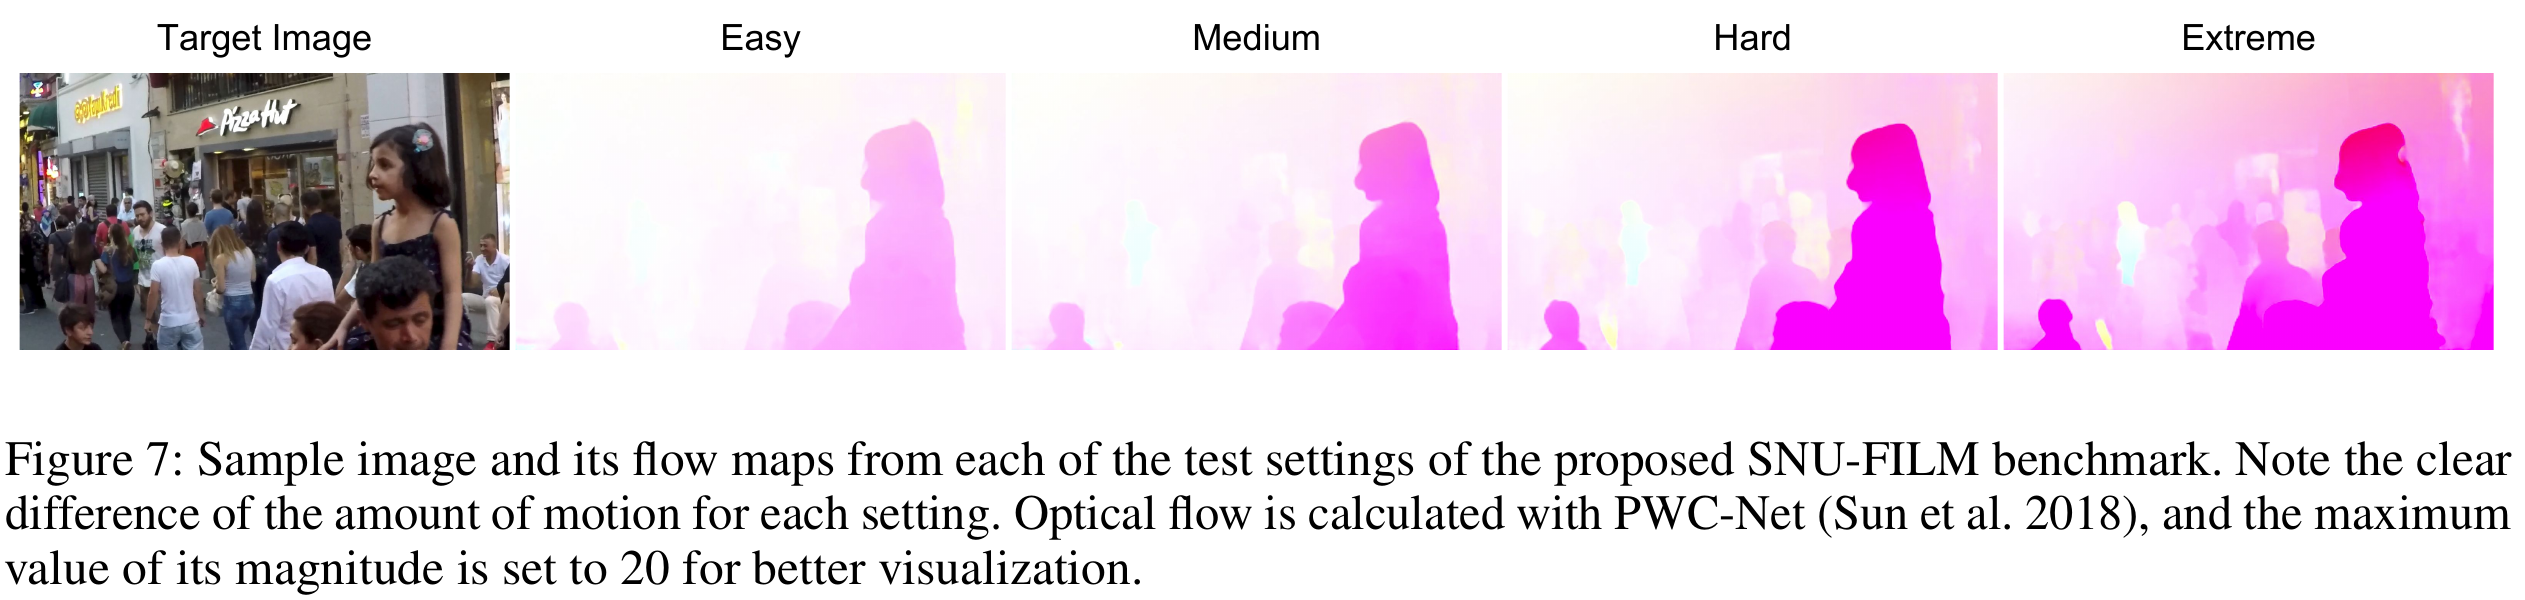 Target Image Easy Medium Hard Extreme
Pizza Hut
Figure 7: Sample image and its flow maps from each of the test settings of the proposed SNU-FILM benchmark. Note the clear
difference of the amount of motion for each setting. Optical flow is calculated with PWC-Net (Sun et al. 2018), and the maximum
value of its magnitude is set to 20 for better visualization.